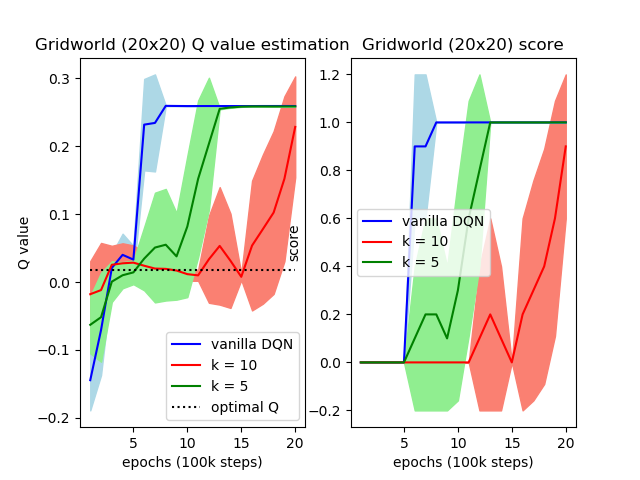 Gridworld (20x20) Q value estimation
Q value
0.3
0.2
0.1
0.0
−0.1
−0.2
5
10
15
20
epochs (100k steps)
vanilla DQN
k = 10
k = 5
optimal Q
Gridworld (20x20) score
score
1.2
1.0
0.8
0.6
0.4
0.2
0.0
−0.2
5
10
15
20
epochs (100k steps)
vanilla DQN
k = 10
k = 5